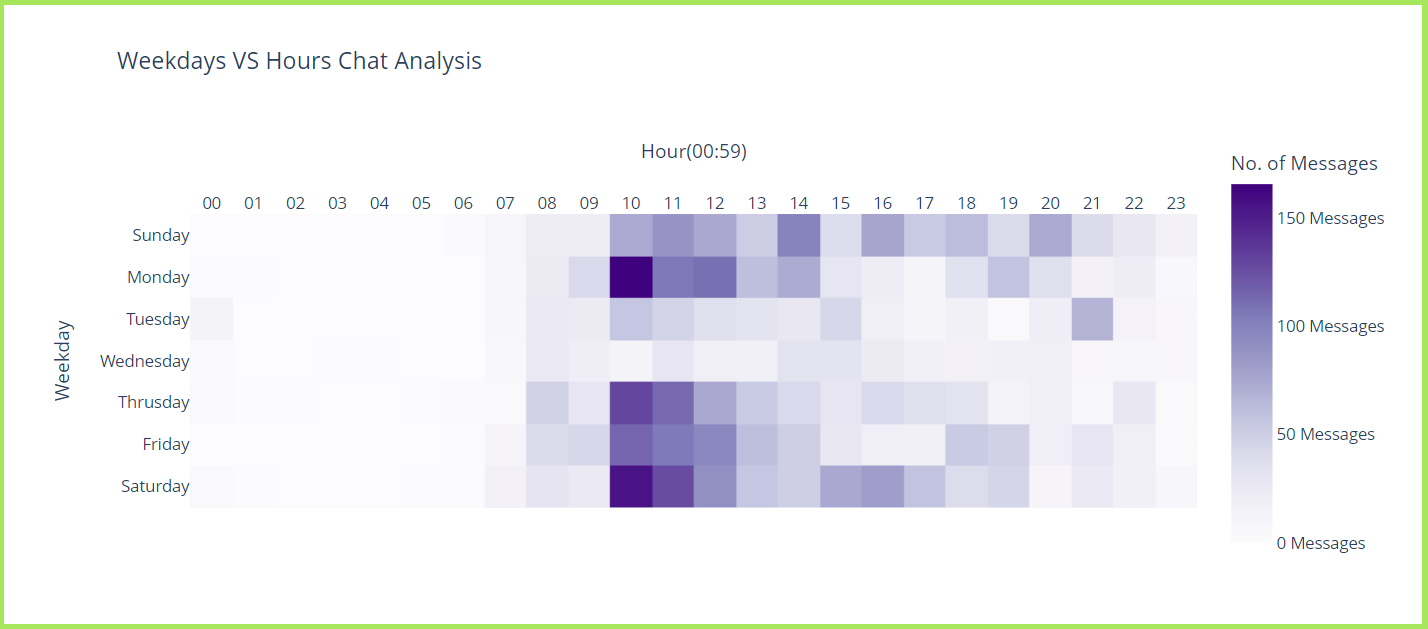 Weekdays VS Hours Chat Analysis
Hour(00:59)
No. of Messages
00 01 02 03 04 05 06 07 08 09 10 11 12 13 14 15 16 17 18 19 20 21 22 23
150 Messages
100 Messages
50 Messages
0 Messages
Weekday
Sunday
Monday
Tuesday
Wednesday
Thrusday
Friday
Saturday